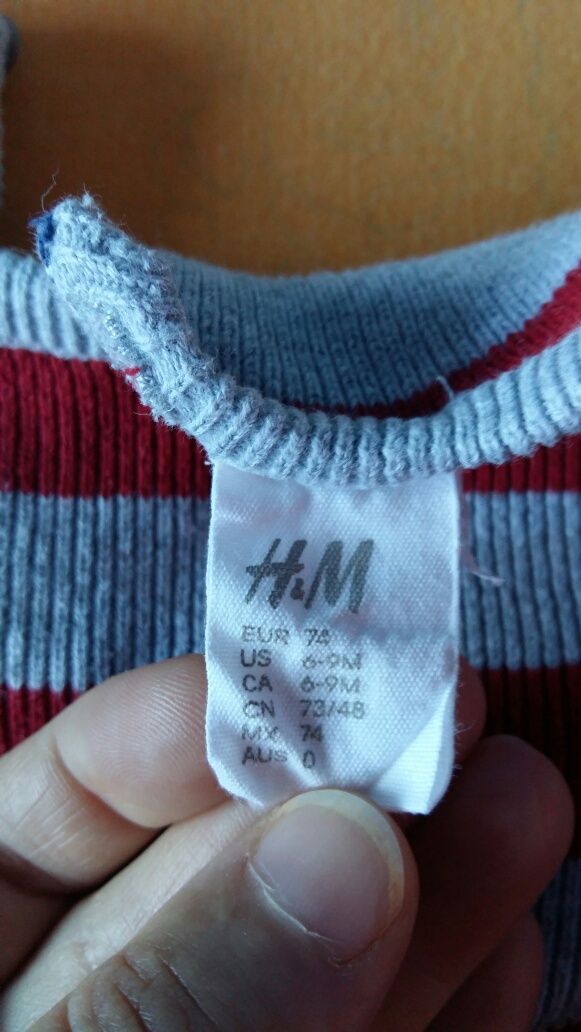 H&M
EUR 74
US 6-9M
CA 6-9M
CN 73/48
MX 74
AUS 0